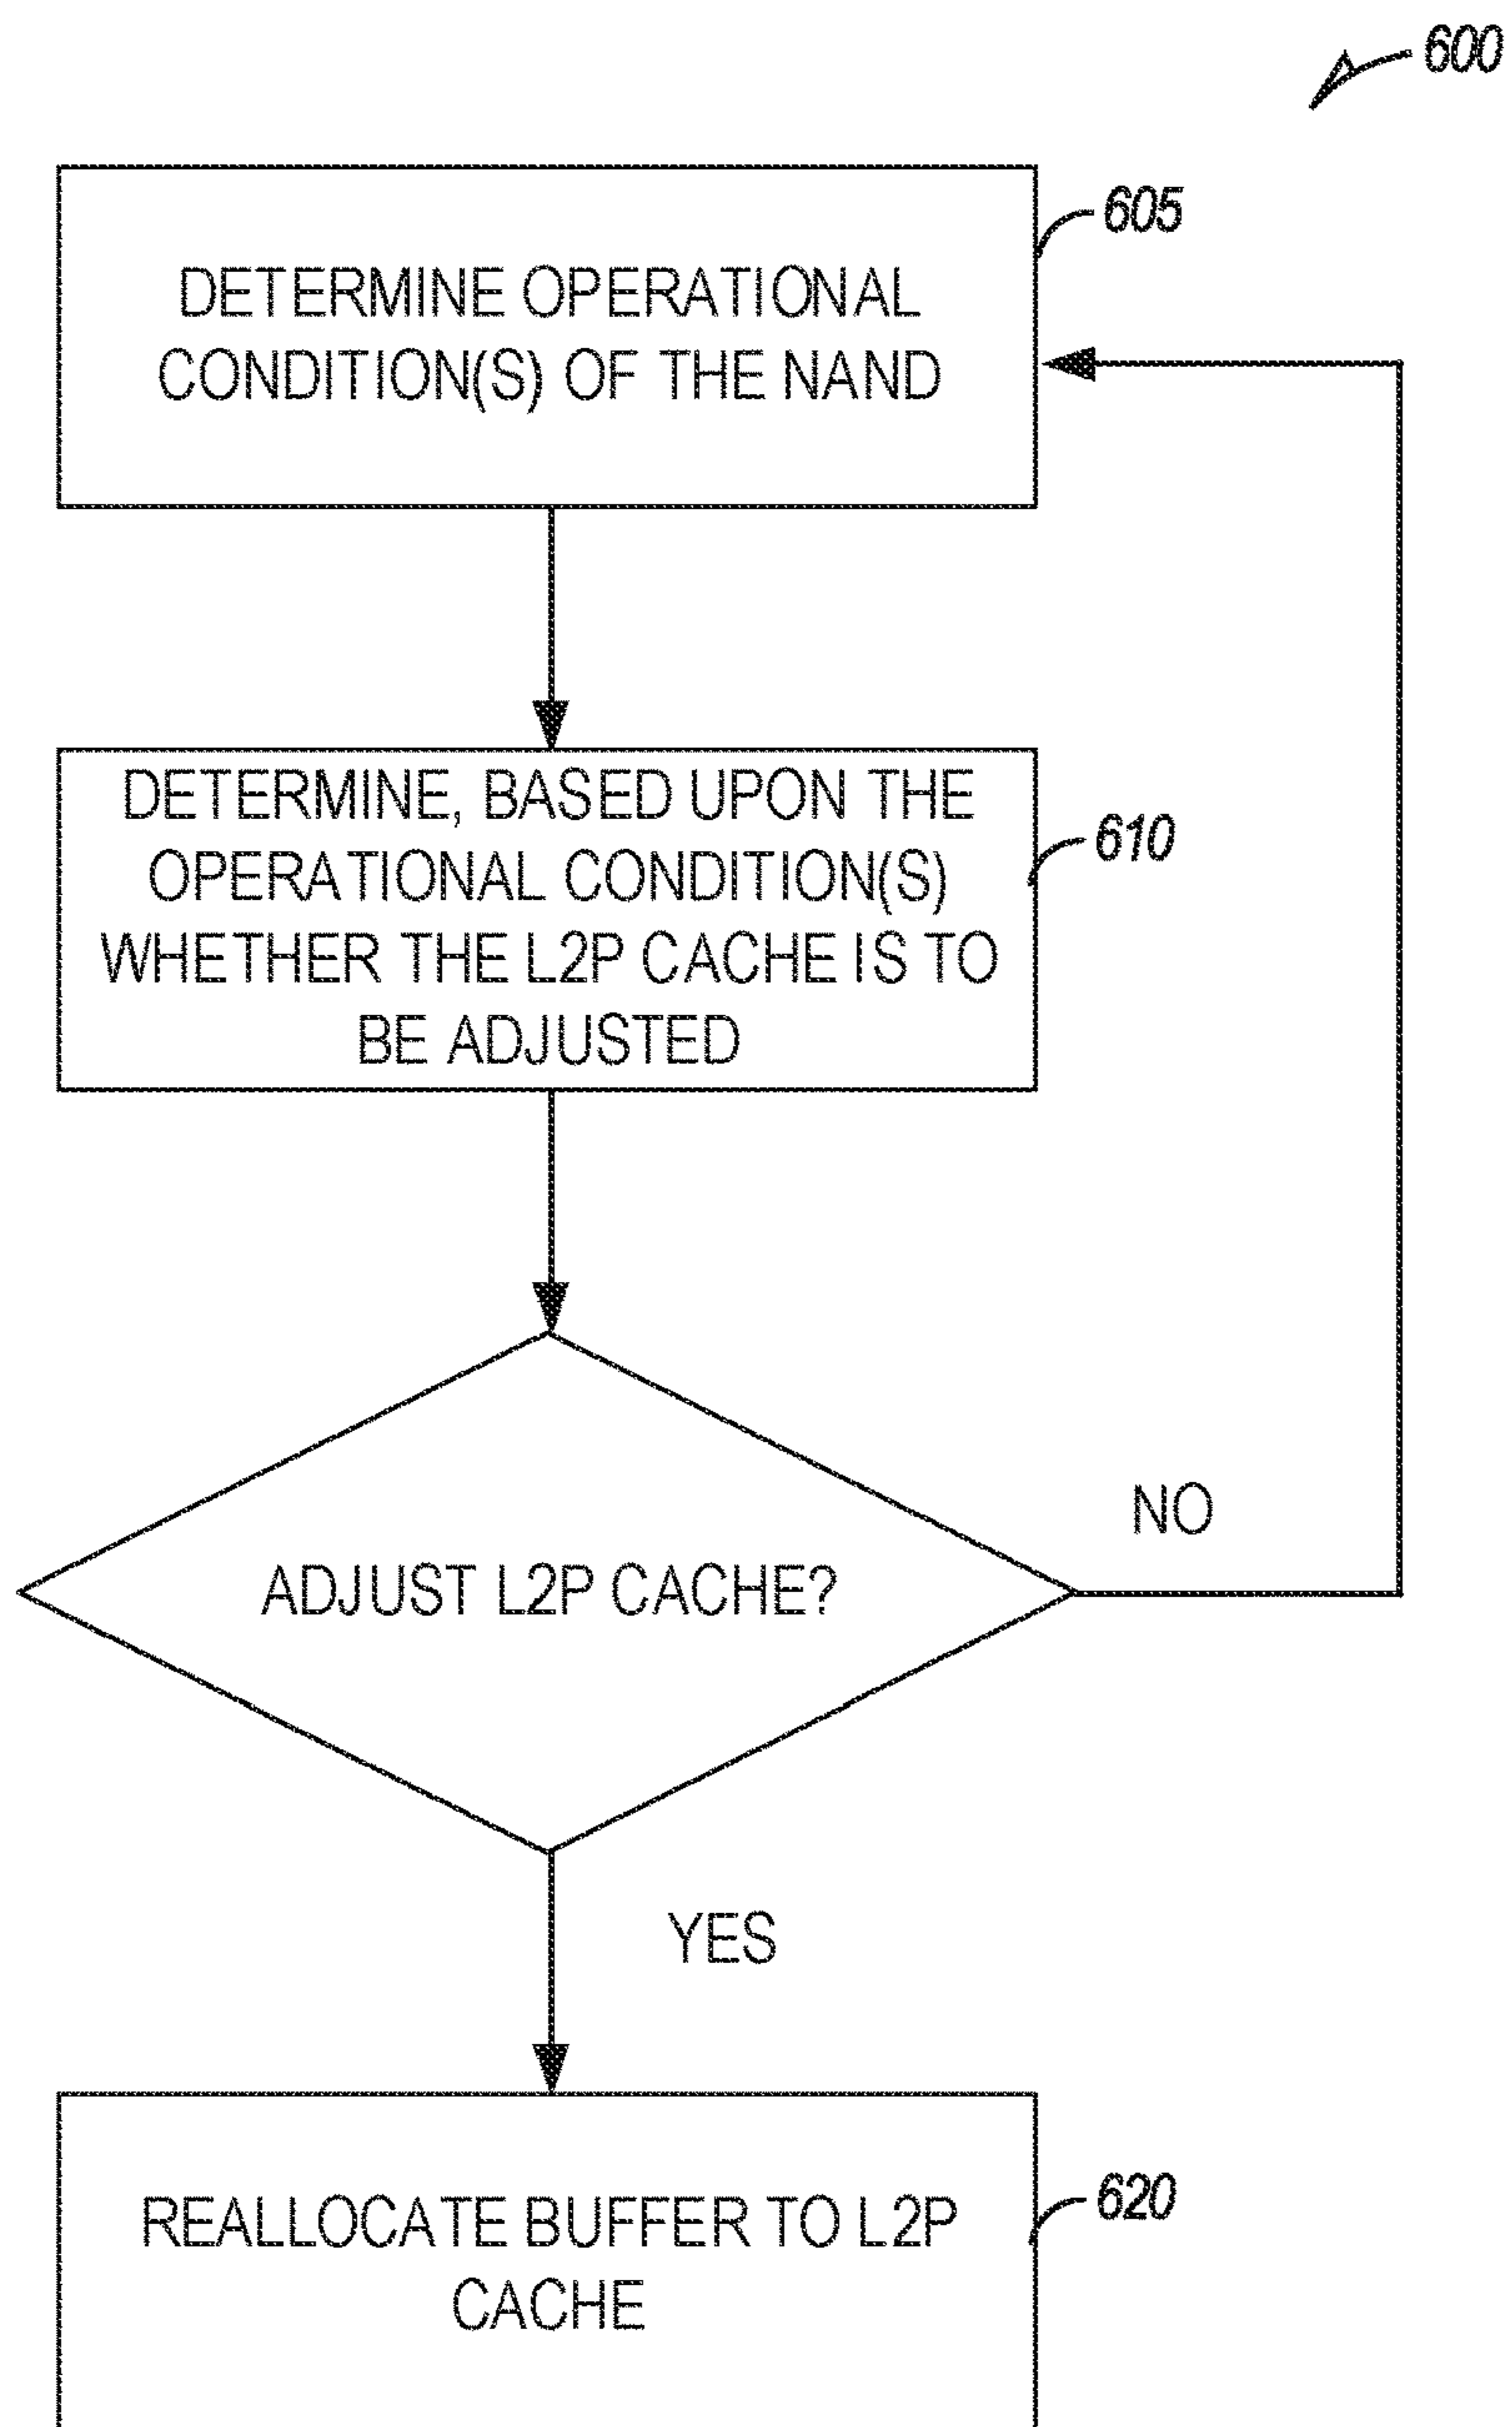 600
605
DETERMINE OPERATIONAL
CONDITION(S) OF THE NAND
610
DETERMINE, BASED UPON THE
OPERATIONAL CONDITION(S)
WHETHER THE L2P CACHE IS TO
BE ADJUSTED
ADJUST L2P CACHE?
NO
YES
620
REALLOCATE BUFFER TO L2P
CACHE